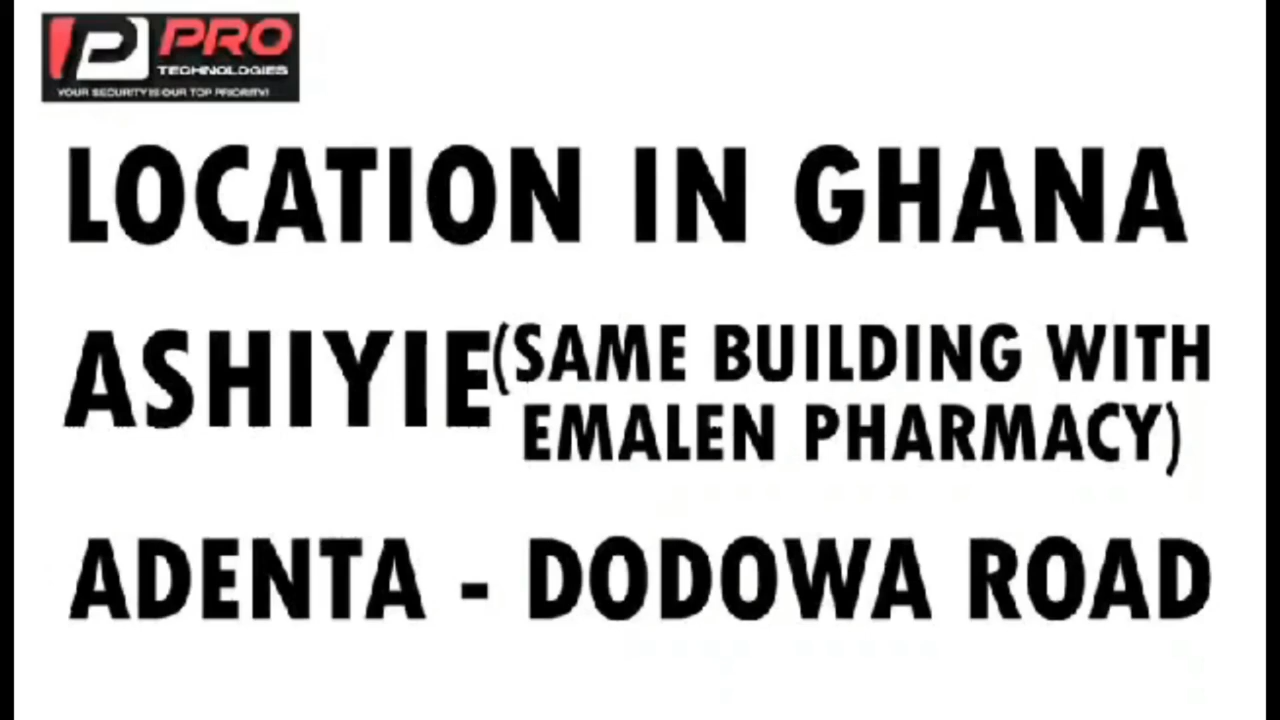 PRO
TECHNOLOGIES
YOUR SECURITY IS OUR TOP PRIORITY!
LOCATION IN GHANA
ASHIYIE (SAME BUILDING WITH
EMALEN PHARMACY)
ADENTA - DODOWA ROAD